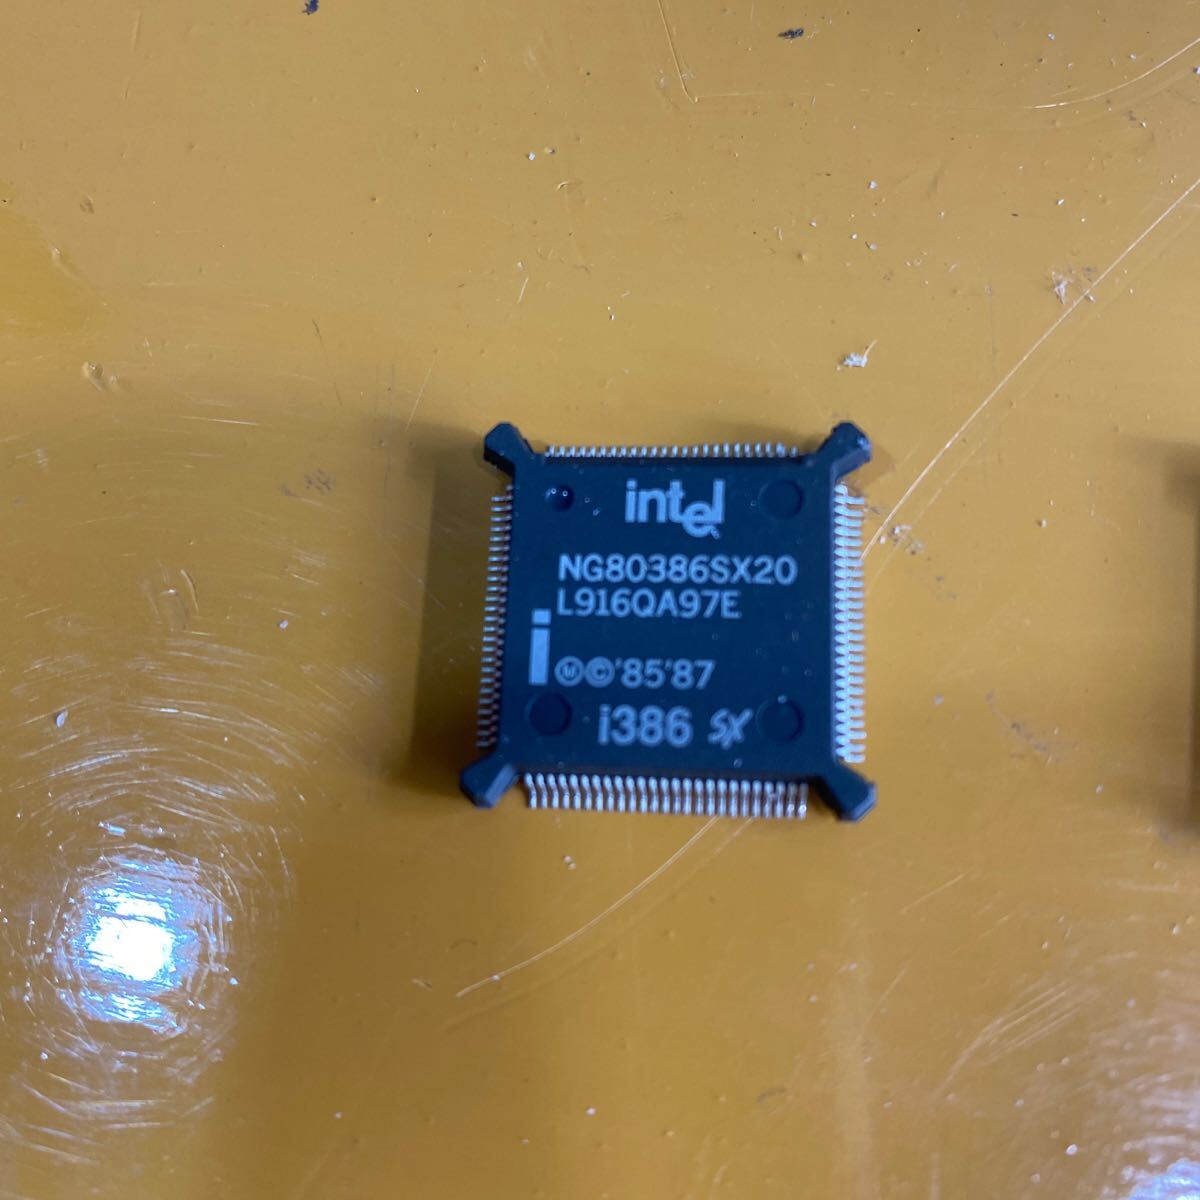 intel
NG80386SX20
L916QA97E
i
Ⓜ©'85'87
i386 SX